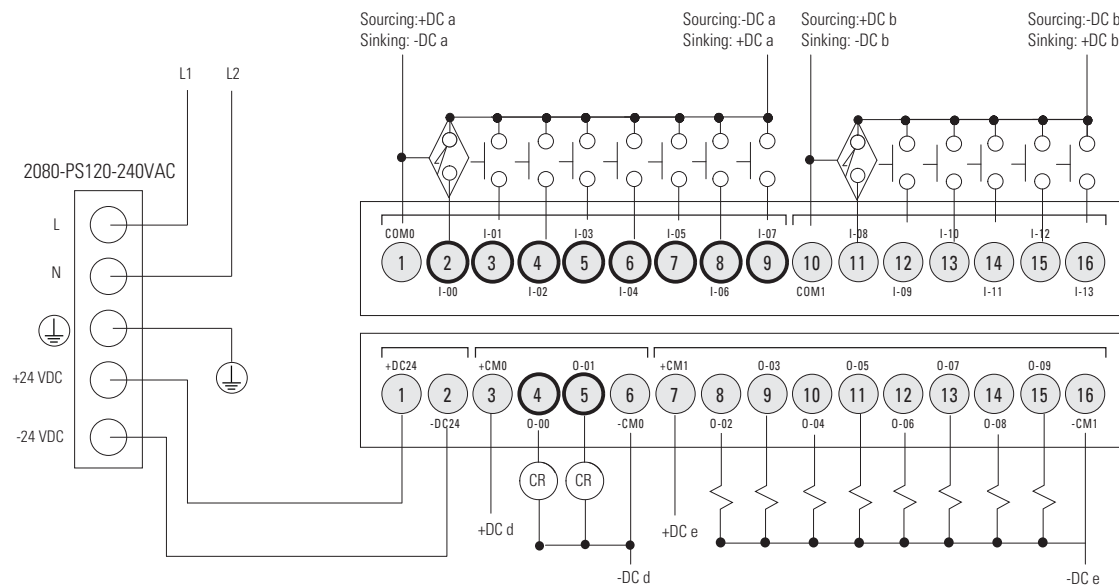 Sourcing:+DC a
Sinking: -DC a
Sourcing:-DC a
Sinking: +DC a
Sourcing:+DC b
Sinking: -DC b
Sourcing:-DC b
Sinking: +DC b
L1 L2
2080-PS120-240VAC
L
N
+24 VDC
-24 VDC
COM0 I-01 I-03 I-05 I-07 I-08 I-10 I-12
1 2 3 4 5 6 7 8 9 10 11 12 13 14 15 16
I-00 I-02 I-04 I-06 COM1 I-09 I-11 I-13
+DC24 +CM0 O-01 +CM1 O-03 O-05 O-07 O-09
1 2 3 4 5 6 7 8 9 10 11 12 13 14 15 16
-DC24 O-00 -CM0 O-02 O-04 O-06 O-08 -CM1
CR CR
+DC d
+DC e
-DC d
-DC e